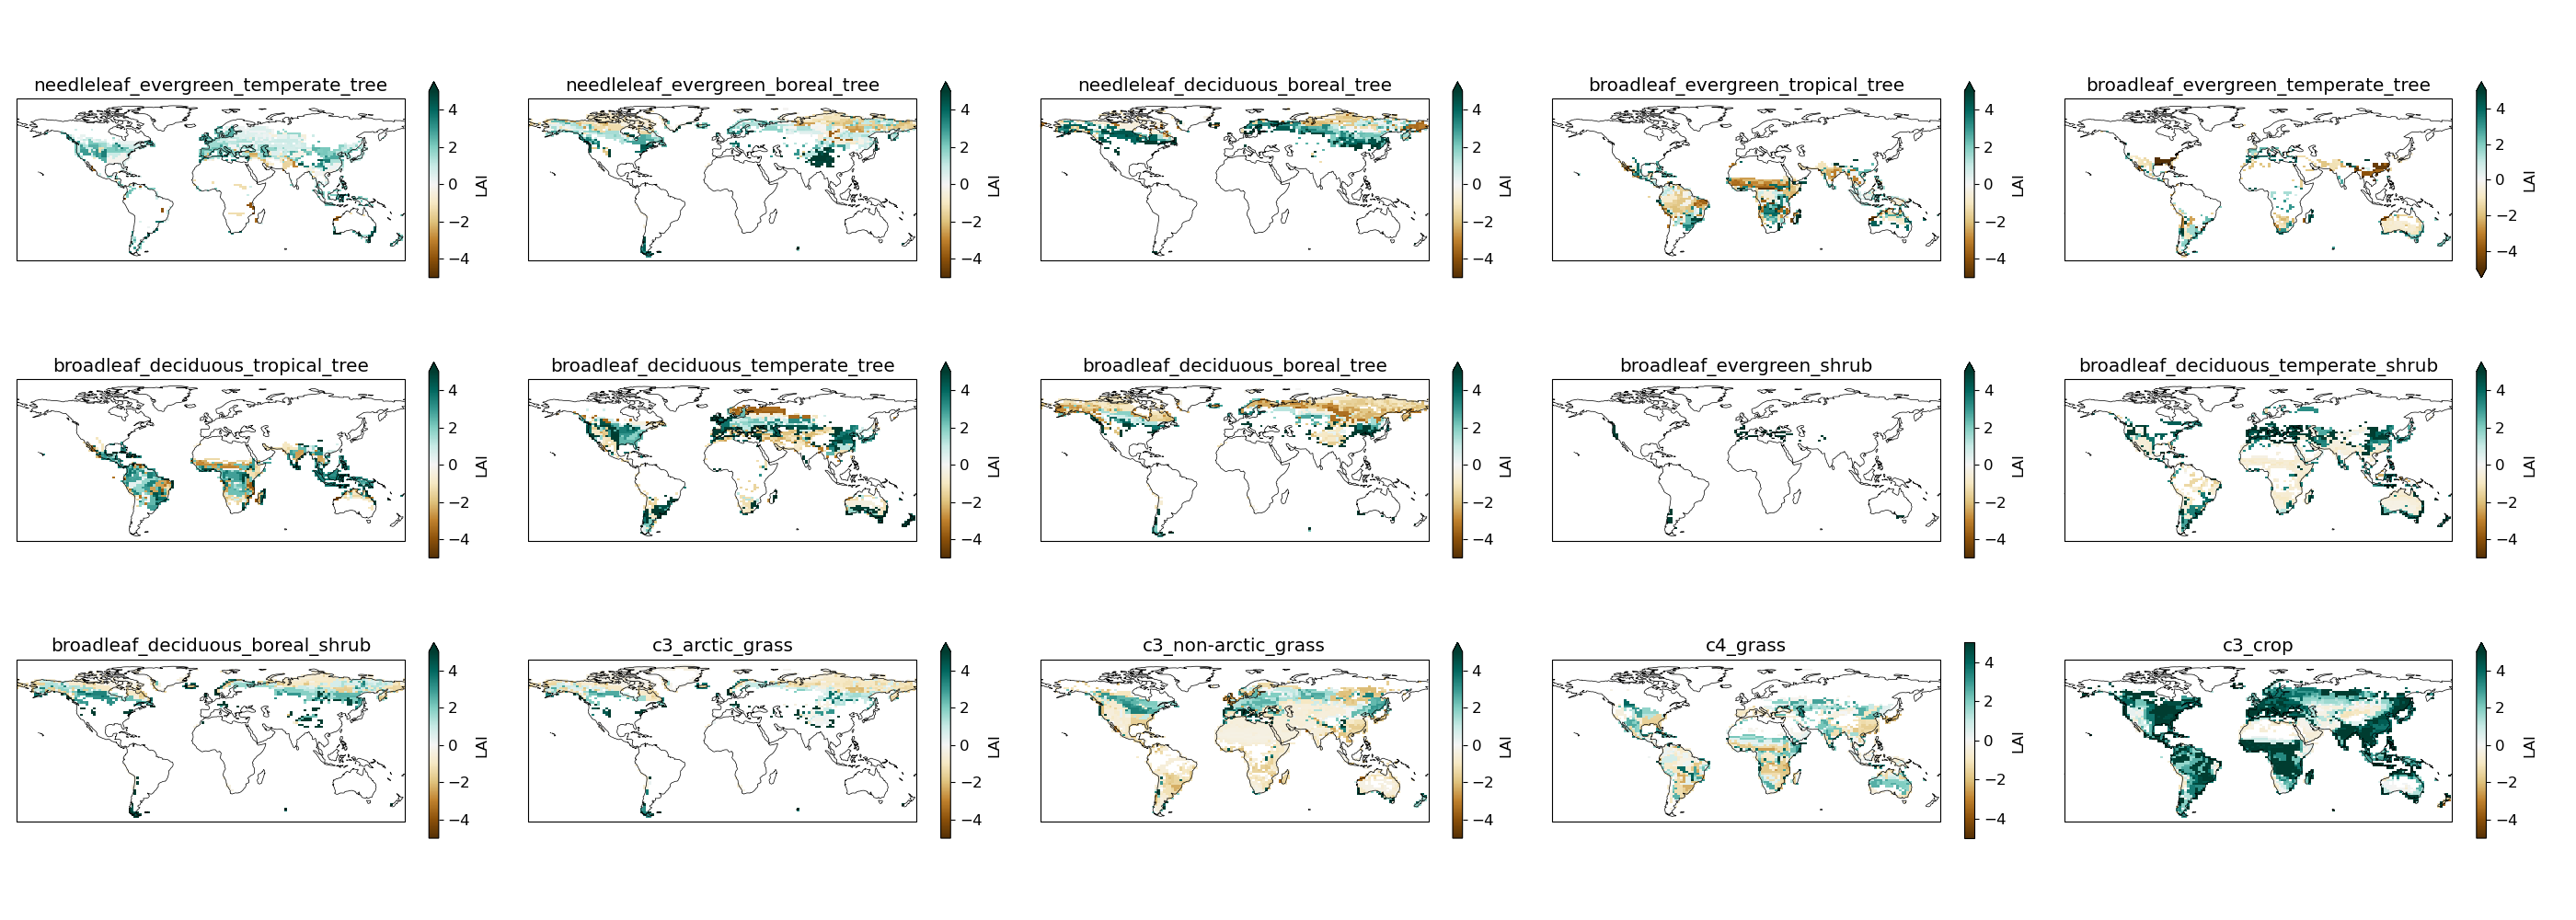 needleleaf_evergreen_temperate_tree
4
2
0
−2
−4
LAI
needleleaf_evergreen_boreal_tree
4
2
0
−2
−4
LAI
needleleaf_deciduous_boreal_tree
4
2
0
−2
−4
LAI
broadleaf_evergreen_tropical_tree
4
2
0
−2
−4
LAI
broadleaf_evergreen_temperate_tree
4
2
0
−2
−4
LAI
broadleaf_deciduous_tropical_tree
4
2
0
−2
−4
LAI
broadleaf_deciduous_temperate_tree
4
2
0
−2
−4
LAI
broadleaf_deciduous_boreal_tree
4
2
0
−2
−4
LAI
broadleaf_evergreen_shrub
4
2
0
−2
−4
LAI
broadleaf_deciduous_temperate_shrub
4
2
0
−2
−4
LAI
broadleaf_deciduous_boreal_shrub
4
2
0
−2
−4
LAI
c3_arctic_grass
4
2
0
−2
−4
LAI
c3_non-arctic_grass
4
2
0
−2
−4
LAI
c4_grass
4
2
0
−2
−4
LAI
c3_crop
4
2
0
−2
−4
LAI